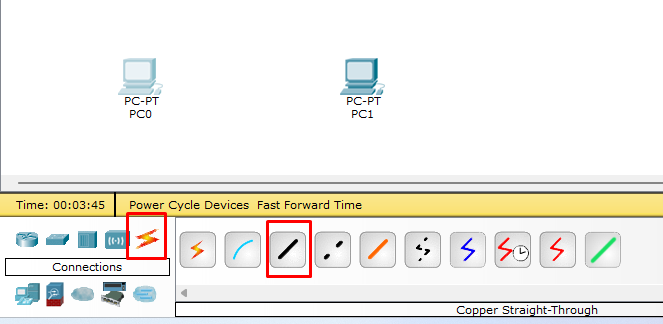 PC-PT
PC0
PC-PT
PC1
Time: 00:03:45
Power Cycle Devices Fast Forward Time
Connections
Copper Straight-Through